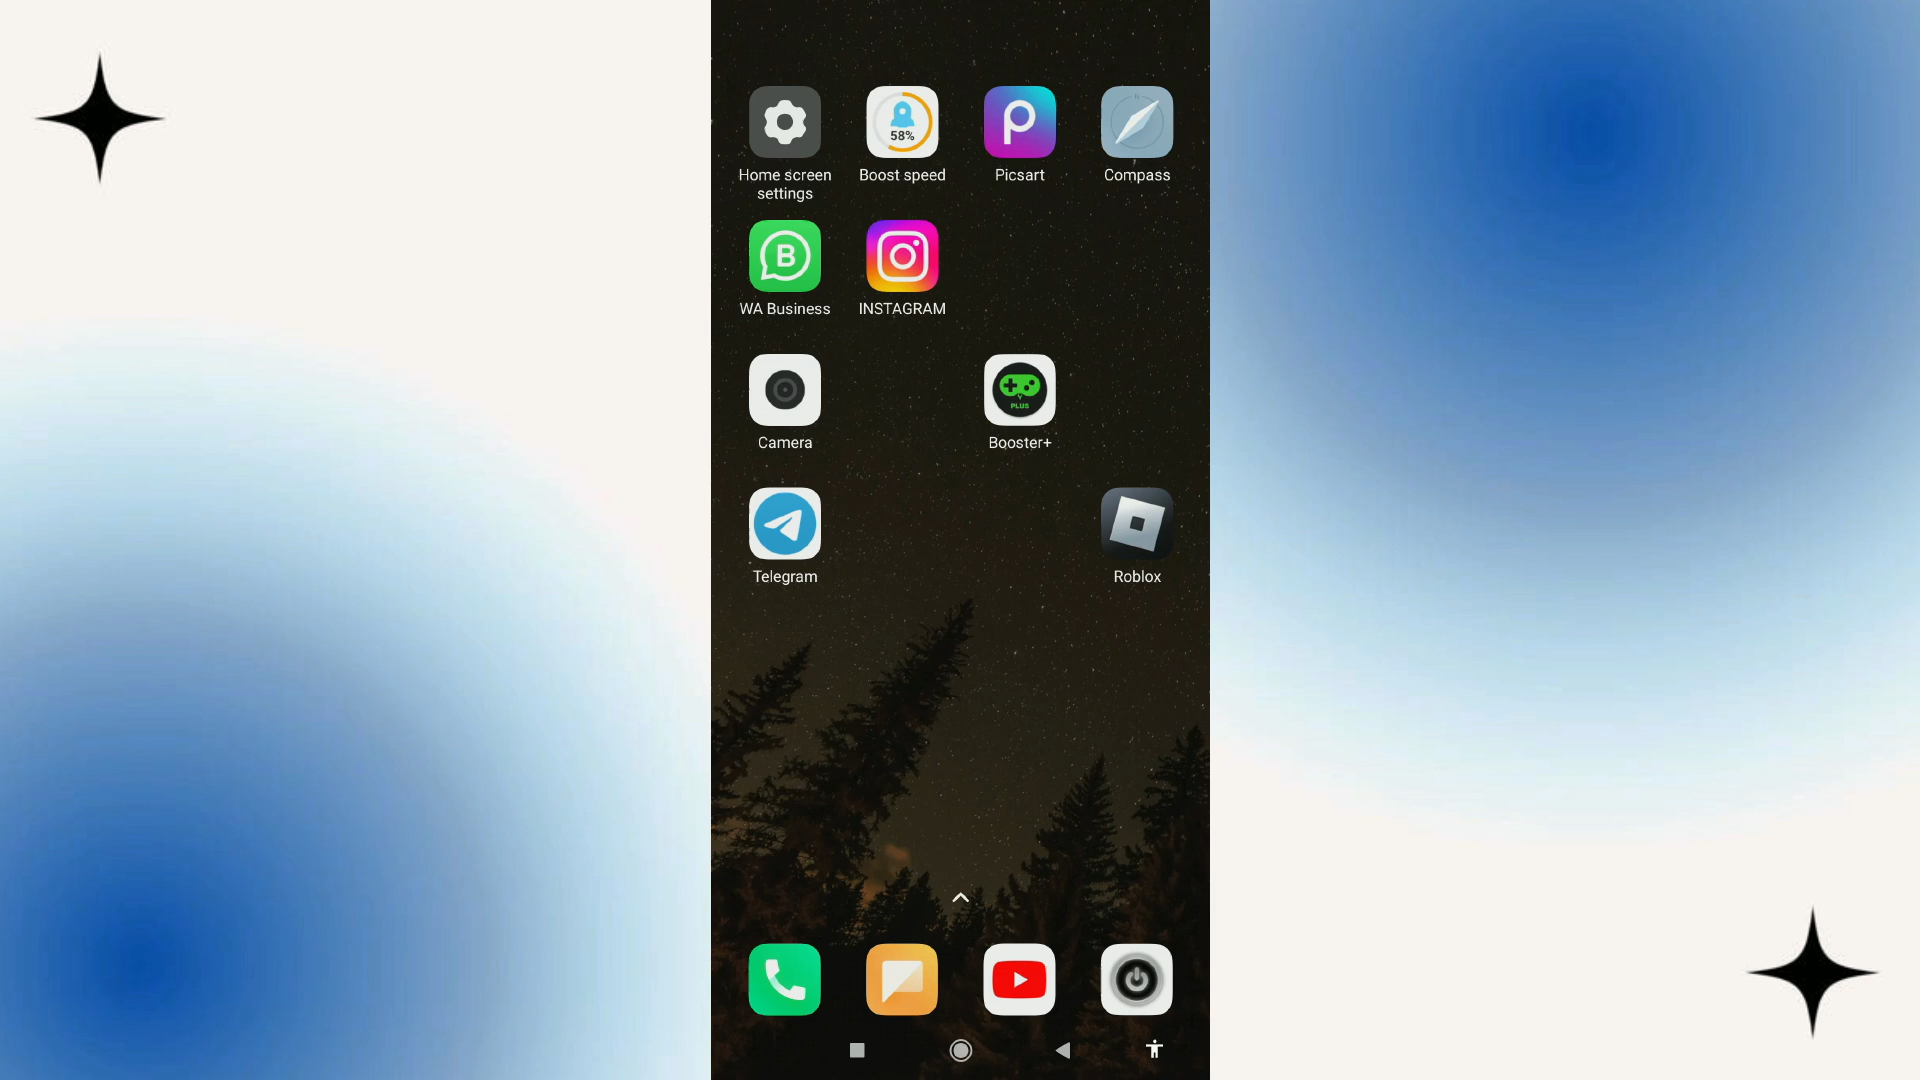 58%
Home screen
settings
Boost speed
Picsart
Compass
B
WA Business
INSTAGRAM
Camera
PLUS
Booster+
Telegram
Roblox